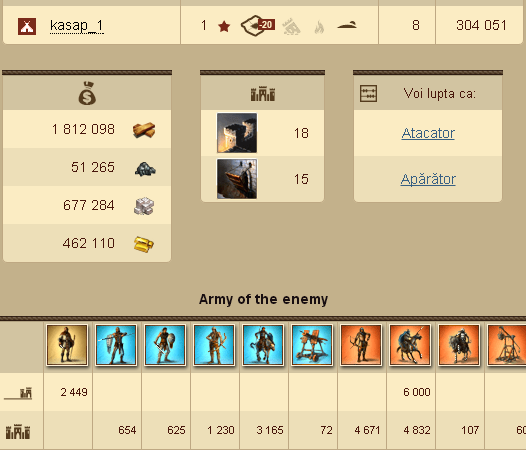 kasap_1 1 -20 8 304 051
Voi lupta ca:
1 812 098 18 Atacator
51 265
15 Apărător
677 284
462 110
Army of the enemy
2 449 6 000
654 625 1 230 3 165 72 4 671 4 832 107 60